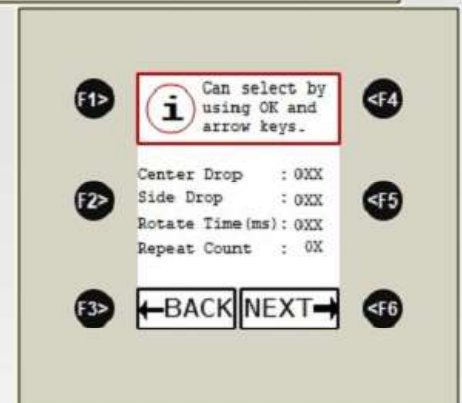 F1>
i
Can select by
using OK and
arrow keys.
<F4
F2>
Center Drop : 0XX
Side Drop : 0XX
Rotate Time(ms): 0XX
Repeat Count : 0X
<F5
F3>
←BACK
NEXT→
<F6